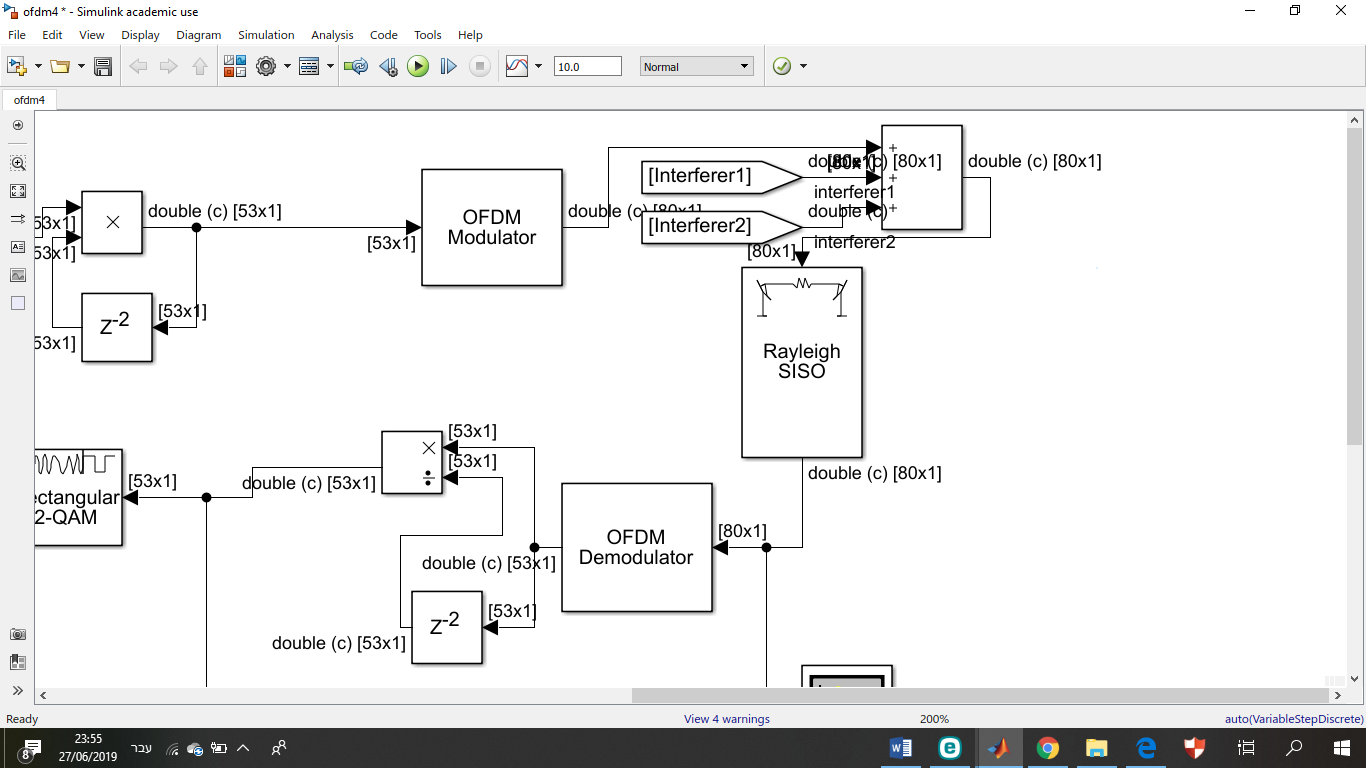 ofdm4 * - Simulink academic use
File Edit View Display Diagram Simulation Analysis Code Tools Help
10.0
Normal
ofdm4
double (c) [80x1]
double (c) [80x1]
[Interferer1]
interferer1
+
+
+
[53x1]
×
double (c) [53x1]
OFDM
Modulator
double (c) [80x1]
double (c)
[Interferer2]
interferer2
[53x1]
53x1]
[80x1]
[53x1]
Z-2
53x1]
Rayleigh
SISO
[53x1]
×
[53x1]
÷
double (c) [80x1]
[53x1]
double (c) [53x1]
ectangular
2-QAM
[80x1]
OFDM
Demodulator
double (c) [53x1]
[53x1]
Z-2
double (c) [53x1]
Ready
View 4 warnings
200%
auto(VariableStepDiscrete)
8
23:55
27/06/2019
עבר